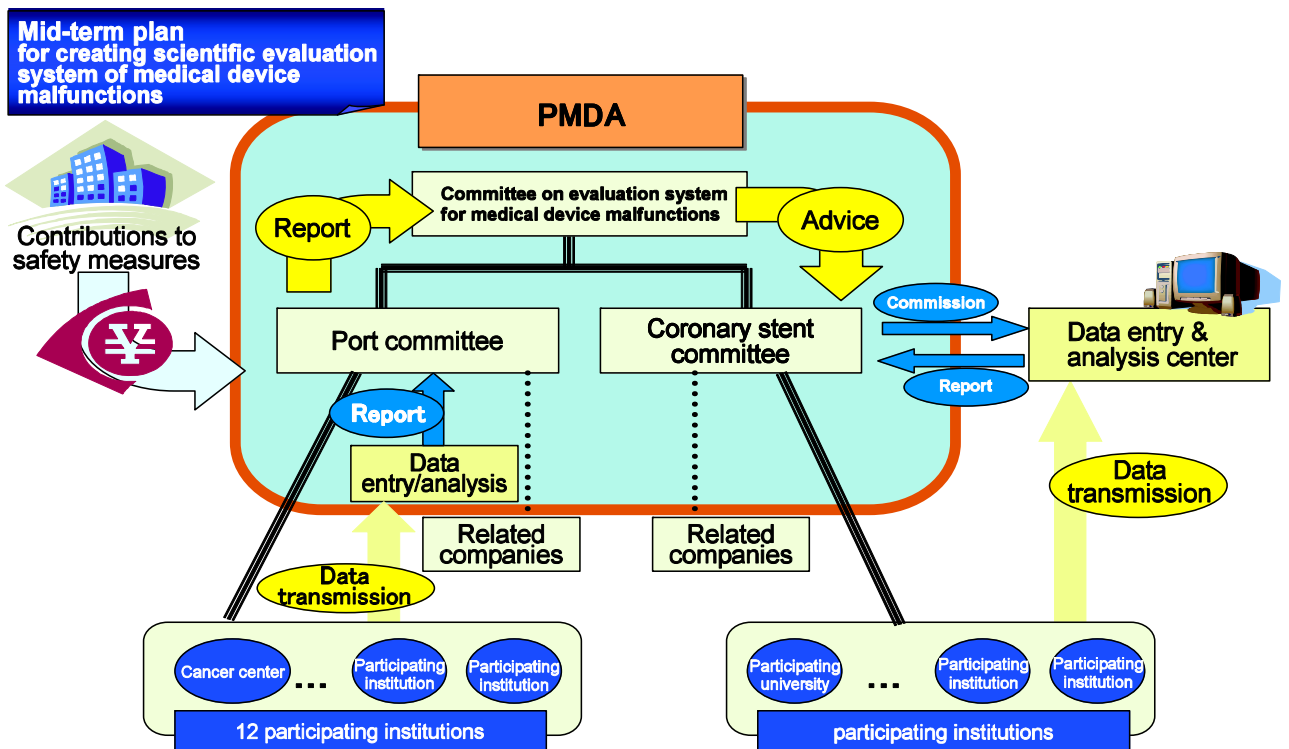 Mid-term plan
for creating scientific evaluation
system of medical device
malfunctions
PMDA
Contributions to
safety measures
¥
Report
Committee on evaluation system
for medical device malfunctions
Advice
Port committee
Coronary stent
committee
Commission
Report
Data entry &
analysis center
Report
Data
entry/analysis
Related
companies
Related
companies
Data
transmission
Data
transmission
Cancer center
...
Participating
institution
Participating
institution
12 participating institutions
Participating
university
...
Participating
institution
Participating
institution
participating institutions